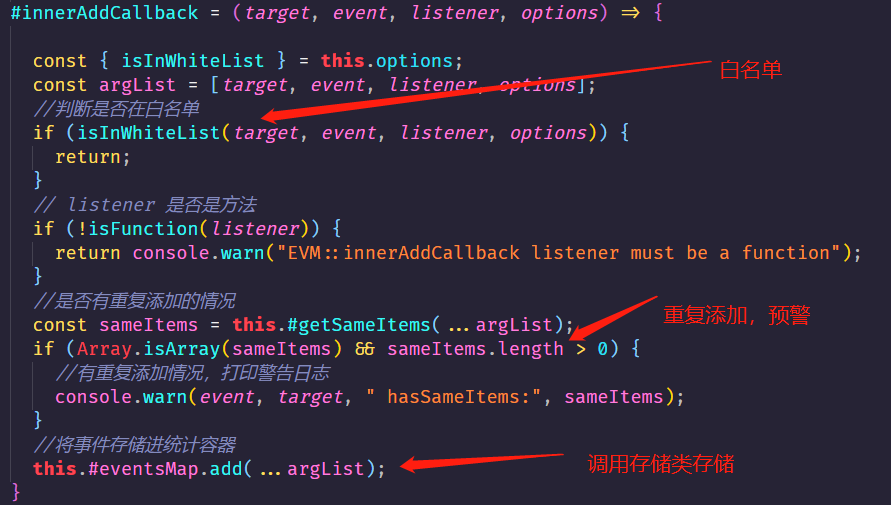 #innerAddCallback = (target, event, listener, options) => {
const { isInWhiteList } = this.options;
白名单
const argList = [target, event, listener, options];
//判断是否在白名单
if (isInWhiteList(target, event, listener, options)) {
return;
}
// listener 是否是方法
if (!isFunction(listener)) {
return console.warn("EVM::innerAddCallback listener must be a function");
}
//是否有重复添加的情况
const sameItems = this.#getSameItems(...argList);
重复添加，预警
if (Array.isArray(sameItems) && sameItems.length > 0) {
//有重复添加情况，打印警告日志
console.warn(event, target, " hasSameItems:", sameItems);
}
//将事件存储进统计容器
this.#eventsMap.add(...argList);
调用存储类存储
}